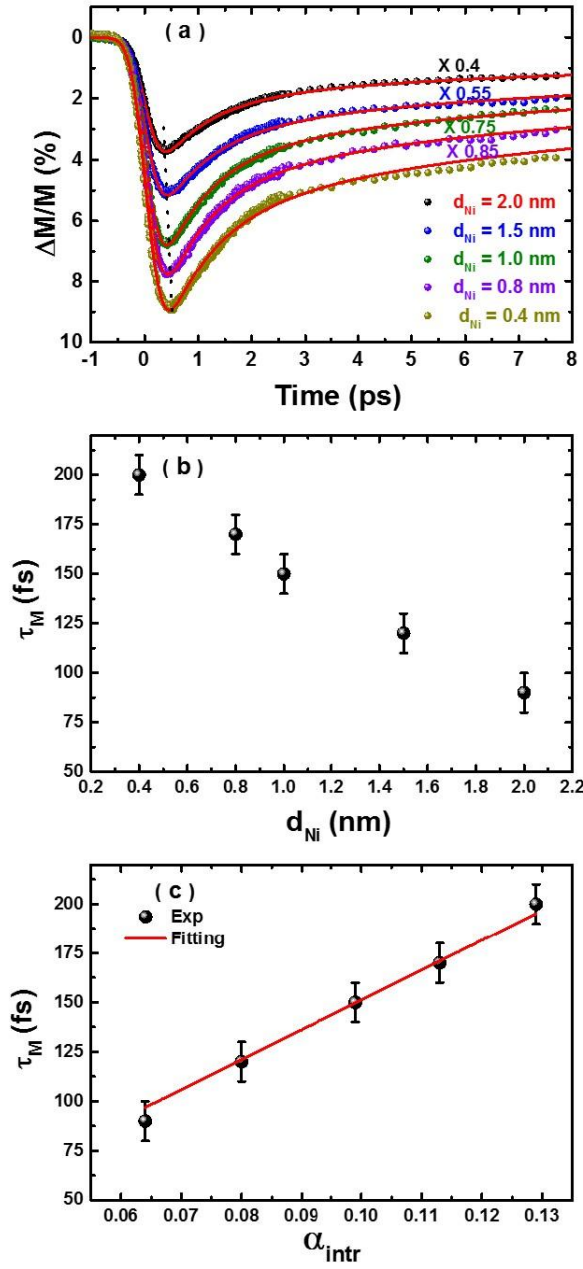 ( a )
0
2
4
6
8
10
ΔM/M (%)
X 0.4
X 0.55
X 0.75
X 0.85
d_Ni = 2.0 nm
d_Ni = 1.5 nm
d_Ni = 1.0 nm
d_Ni = 0.8 nm
d_Ni = 0.4 nm
-1 0 1 2 3 4 5 6 7 8
Time (ps)
( b )
200
175
150
125
100
75
50
τ_M (fs)
0.2 0.4 0.6 0.8 1.0 1.2 1.4 1.6 1.8 2.0 2.2
d_Ni (nm)
( c )
Exp
Fitting
200
175
150
125
100
75
50
τ_M (fs)
0.06 0.07 0.08 0.09 0.10 0.11 0.12 0.13
α_intr